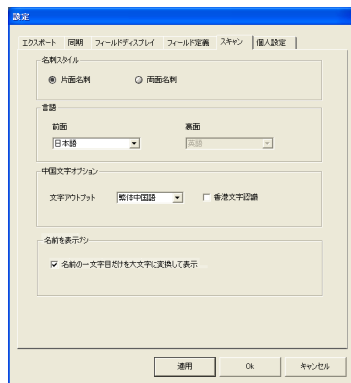 設定
エクスポート 同期 フィールドディスプレイ フィールド定義 スキャン 個人設定
名刺スタイル
片面名刺 両面名刺
言語
前面 裏面
日本語 英語
中国文字オプション
文字アウトプット 繁体中国語 香港文字認識
名前を表示ｵﾌﾟｼｮﾝ
名前の一文字目だけを大文字に変換して表示
適用 Ok キャンセル